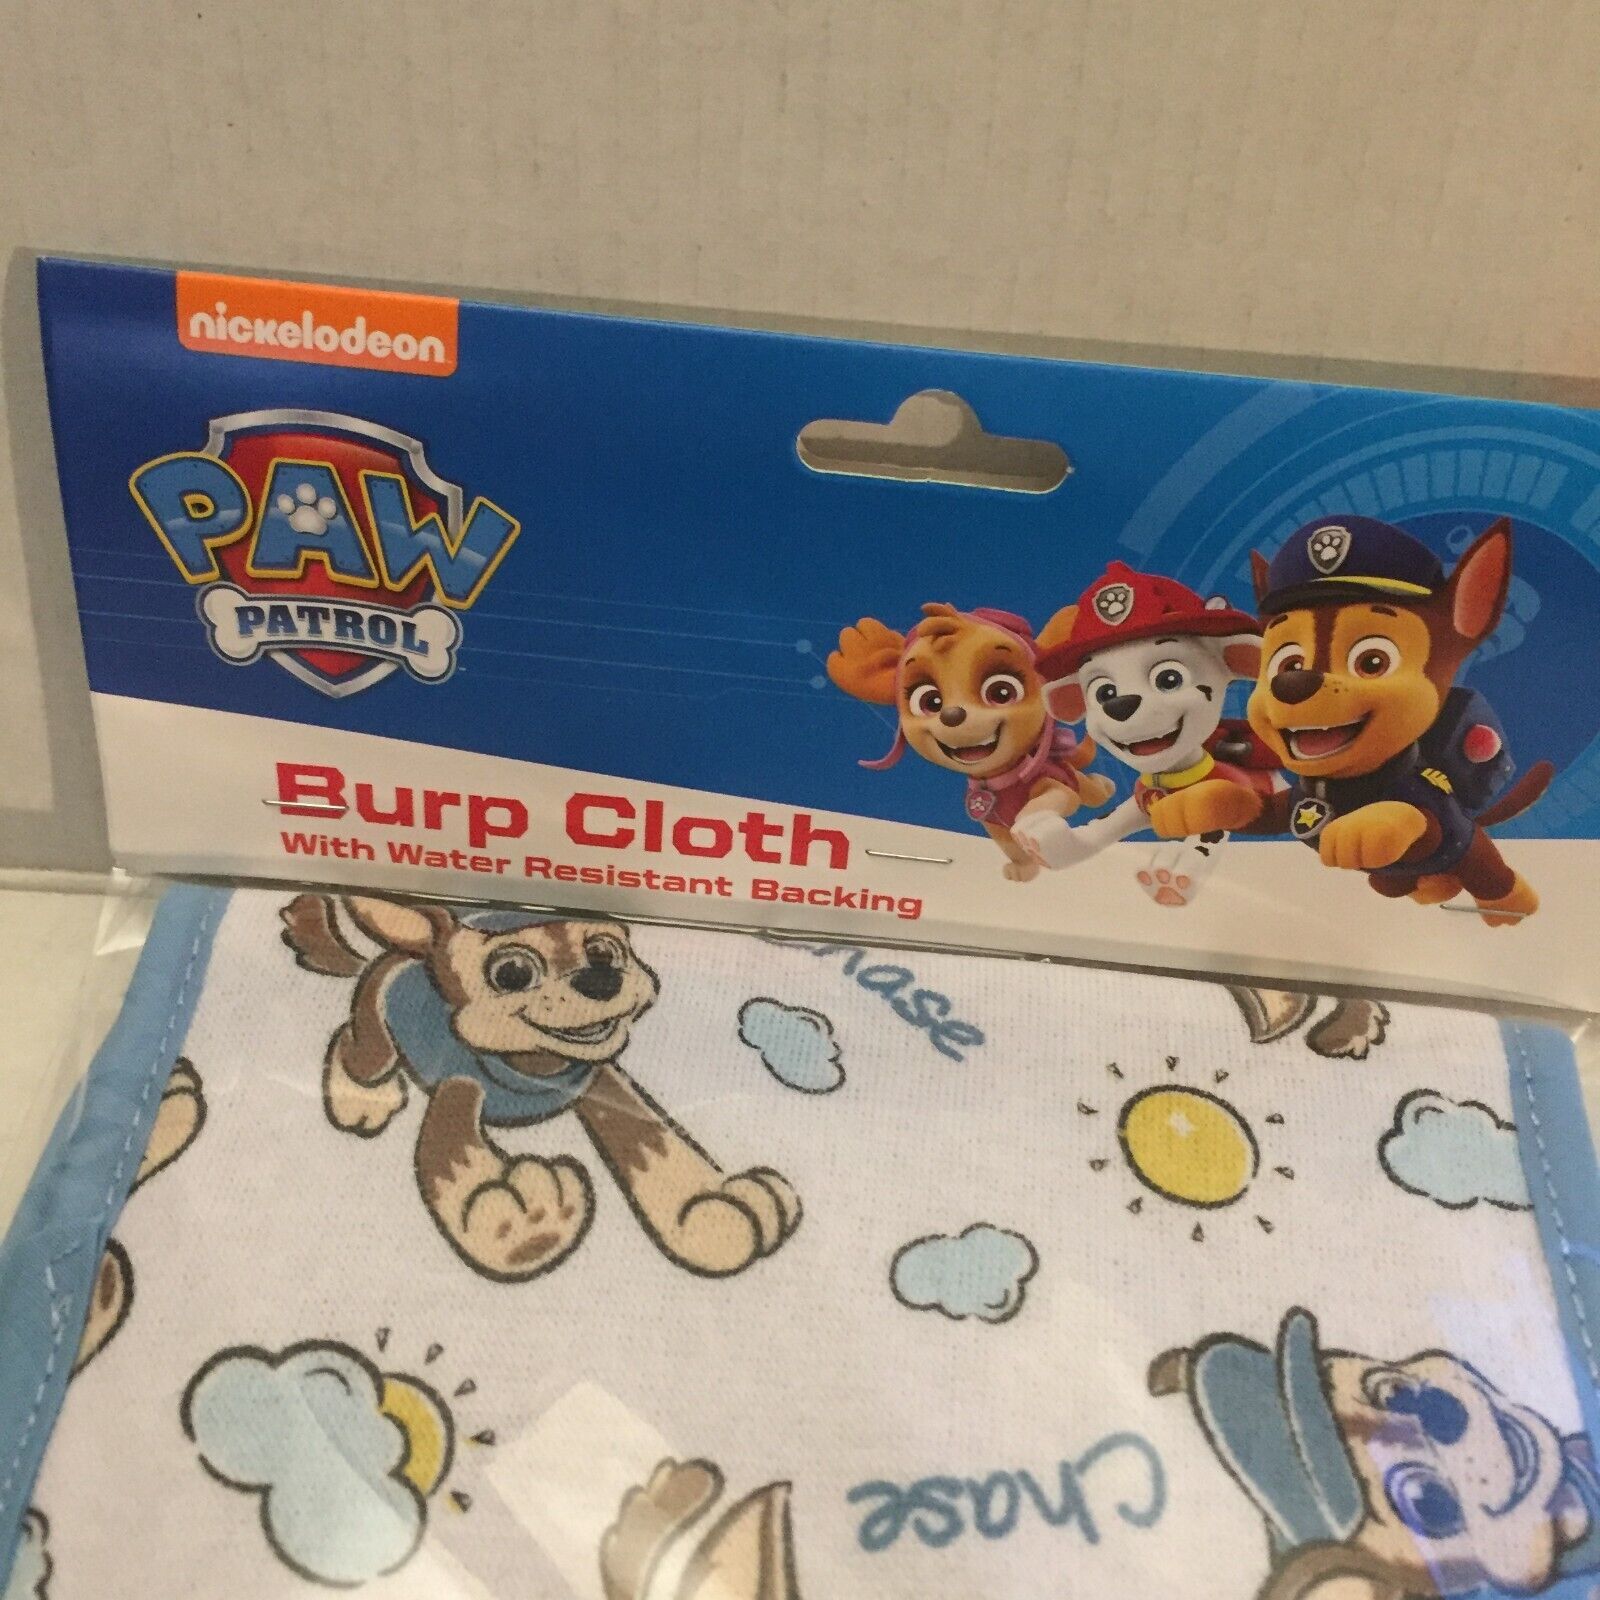 nickelodeon
PAW
PATROL
Burp Cloth
With Water Resistant Backing
Chase
Chase